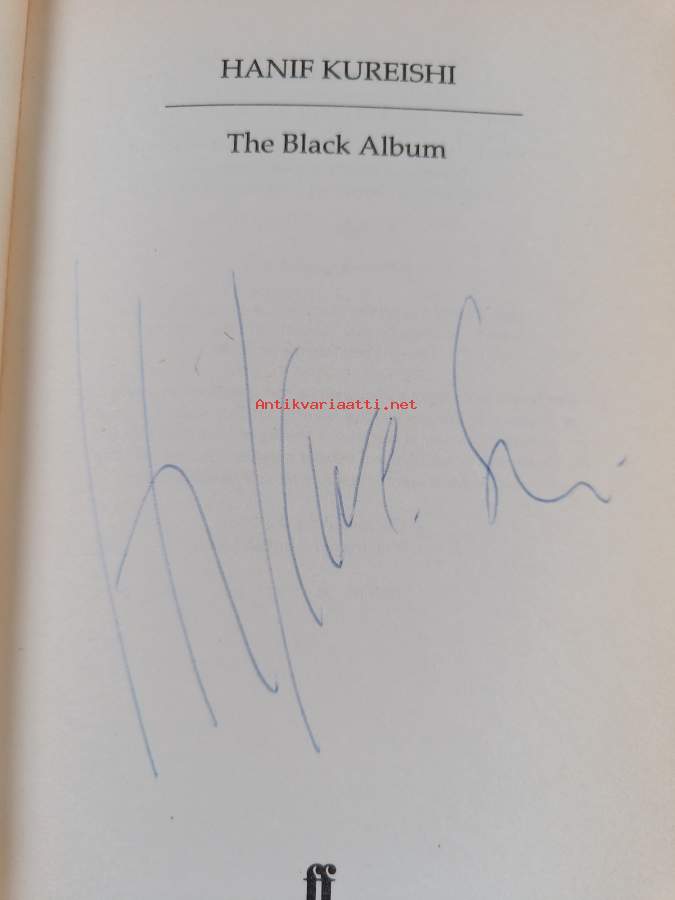 HANIF KUREISHI
The Black Album
Antikvariaatti.net
ff